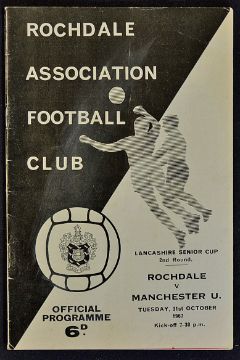 ROCHDALE
ASSOCIATION
FOOTBALL
CLUB
LANCASHIRE SENIOR CUP
2nd Round.
ROCHDALE
v
MANCHESTER U.
TUESDAY, 31st OCTOBER
1967
Kick-off 7-30 p.m.
OFFICIAL
PROGRAMME
6D.